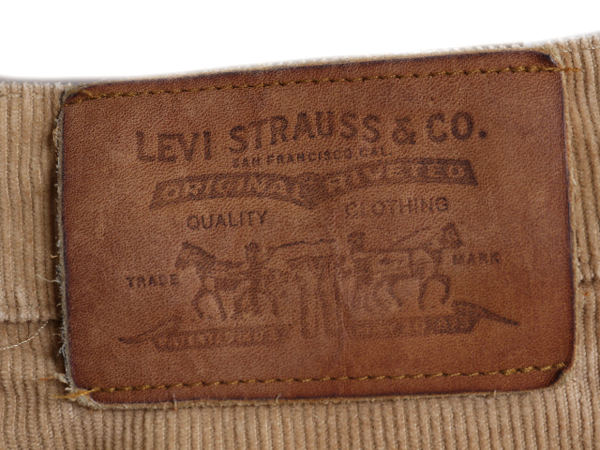 LEVI STRAUSS & CO.
SAN FRANCISCO CAL.
ORIGINAL RIVETED
QUALITY CLOTHING
TRADE MARK